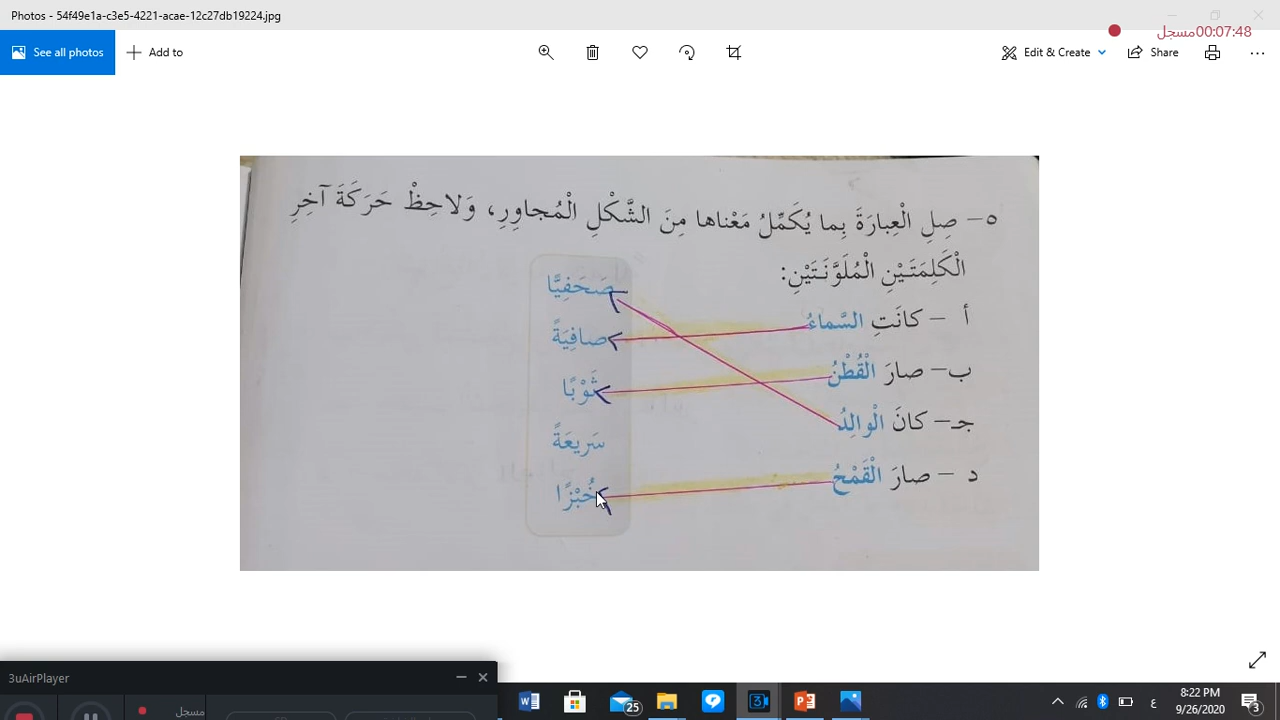 Photos - 54f49e1a-c3e5-4221-acae-12c27db19224.jpg
00:07:48مسجل
See all photos
Add to
Edit & Create
Share
٥- صِلِ الْعِبارَةَ بِما يُكَمِّلُ مَعْناها مِنَ الشَّكْلِ الْمُجاوِرِ، وَلاحِظْ حَرَكَةَ آخِرِ
الْكَلِمَتَيْنِ الْمُلَوَّنَتَيْنِ:
أ - كانَتِ السَّماءُ
ب- صارَ الْقُطْنُ
جـ- كانَ الْوالِدُ
د - صارَ الْقَمْحُ
صَحَفِيًّا
صافِيَةً
ثَوْبًا
سَريعَةً
خُبْزًا
3uAirPlayer
مسجل
25
ع
8:22 PM
9/26/2020
3